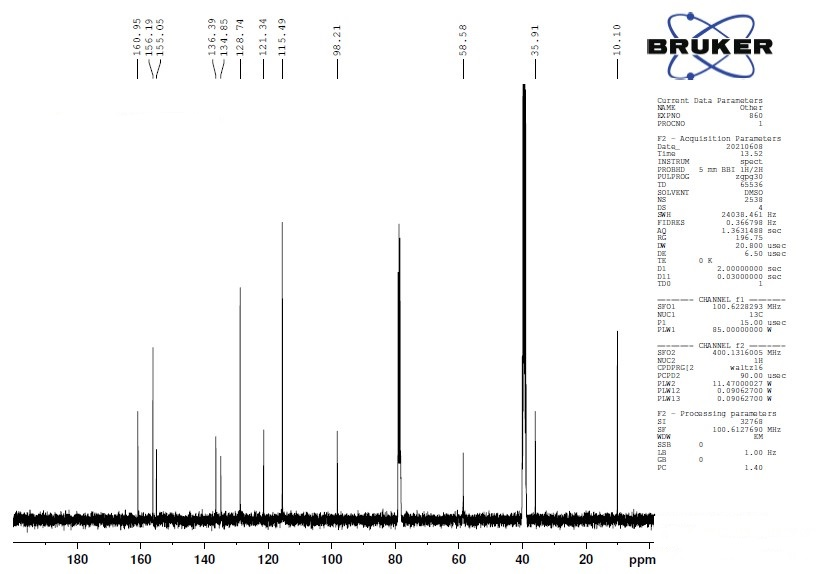 160.95
156.19
155.05
136.39
134.85
128.74
121.34
115.49
98.21
58.58
35.91
10.10
BRUKER
Current Data Parameters
NAME Other
EXPNO 860
PROCNO 1
F2 - Acquisition Parameters
Date_ 20210608
Time 13.52
INSTRUM spect
PROBHD 5 mm BBI 1H/2H
PULPROG zgpg30
TD 65536
SOLVENT DMSO
NS 2538
DS 4
SWH 24038.461 Hz
FIDRES 0.366798 Hz
AQ 1.3631488 sec
RG 196.75
DW 20.800 usec
DE 6.50 usec
TE 0 K
D1 2.00000000 sec
D11 0.03000000 sec
TD0 1
======== CHANNEL f1 ========
SFO1 100.6228293 MHz
NUC1 13C
P1 15.00 usec
PLW1 85.00000000 W
======== CHANNEL f2 ========
SFO2 400.1316005 MHz
NUC2 1H
CPDPRG[2 waltz16
PCPD2 90.00 usec
PLW2 11.47000027 W
PLW12 0.09062700 W
PLW13 0.09062700 W
F2 - Processing parameters
SI 32768
SF 100.6127690 MHz
WDW EM
SSB 0
LB 1.00 Hz
GB 0
PC 1.40
180 160 140 120 100 80 60 40 20 ppm